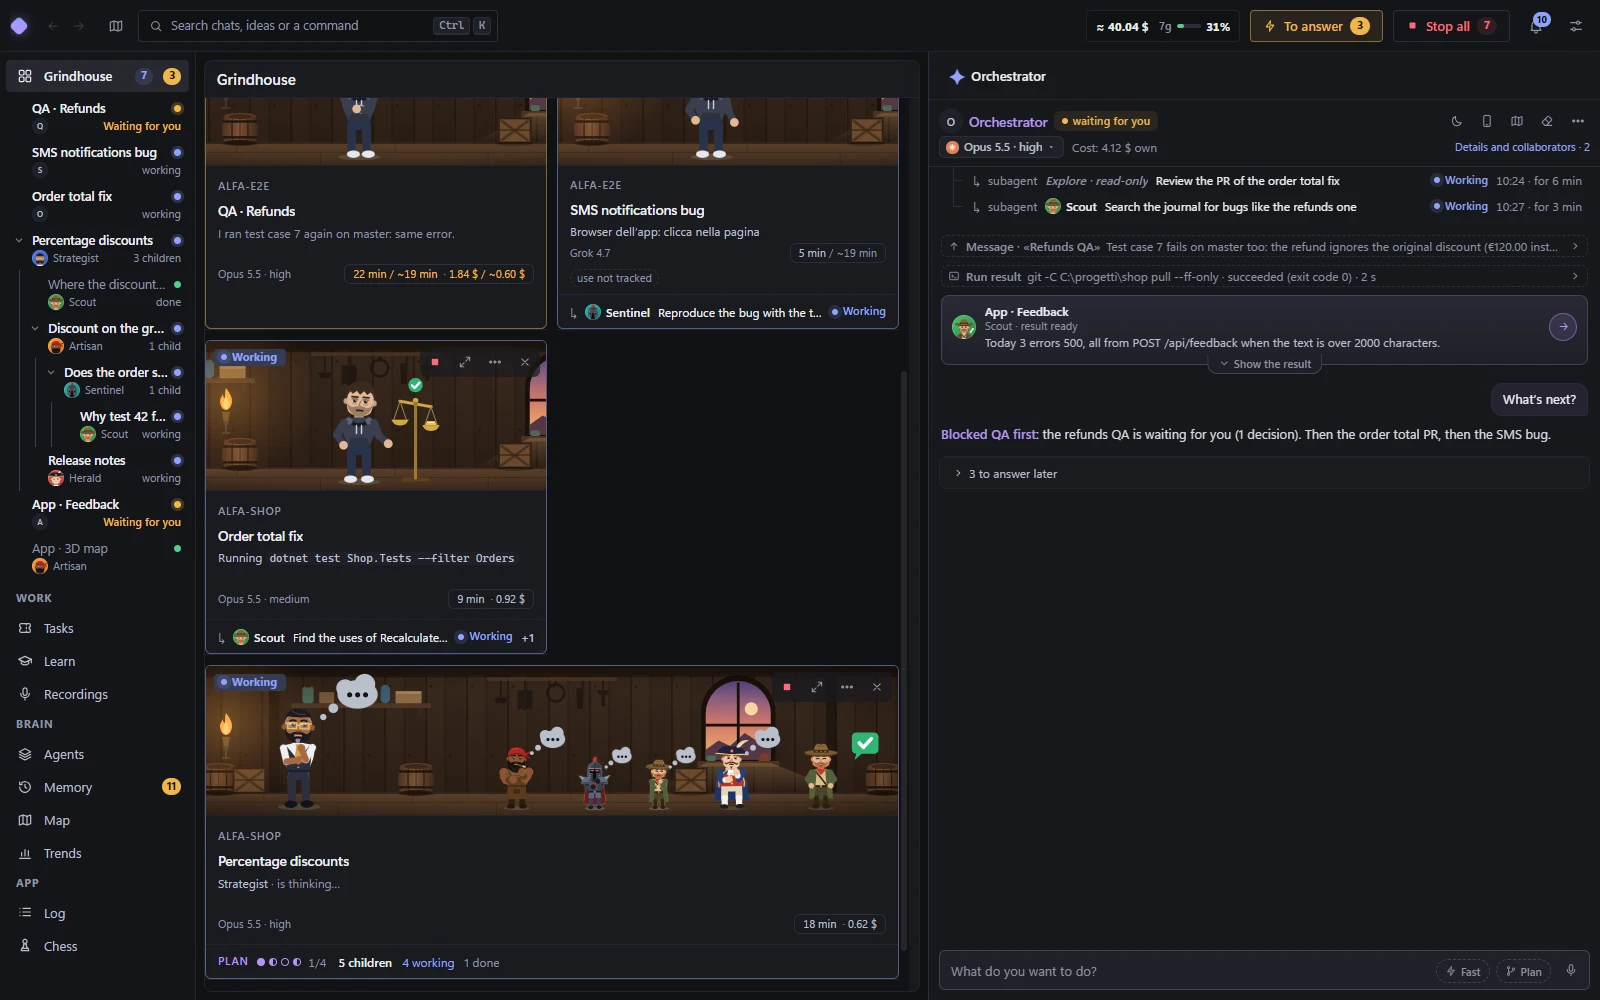 Search chats, ideas or a command
Ctrl K
≈ 40.04 $ 7g 31%
To answer 3
Stop all 7
10
Grindhouse 7 3
QA · Refunds
Q Waiting for you
SMS notifications bug
S working
Order total fix
O working
Percentage discounts
Strategist 3 children
Where the discount...
Scout done
Discount on the gr...
Artisan 1 child
Does the order s...
Sentinel 1 child
Why test 42 f...
Scout working
Release notes
Herald working
App · Feedback
A Waiting for you
App · 3D map
Artisan
WORK
Tasks
Learn
Recordings
BRAIN
Agents
Memory 11
Map
Trends
APP
Log
Chess
Grindhouse
ALFA-E2E
QA · Refunds
I ran test case 7 again on master: same error.
Opus 5.5 · high
22 min / ~19 min · 1.84 $ / ~0.60 $
ALFA-E2E
SMS notifications bug
Browser dell'app: clicca nella pagina
Grok 4.7
5 min / ~19 min
use not tracked
Sentinel Reproduce the bug with the t... Working
Working
ALFA-SHOP
Order total fix
Running dotnet test Shop.Tests --filter Orders
Opus 5.5 · medium
9 min · 0.92 $
Scout Find the uses of Recalculate... Working +1
Working
ALFA-SHOP
Percentage discounts
Strategist · is thinking...
Opus 5.5 · high
18 min · 0.62 $
PLAN 1/4 5 children 4 working 1 done
Orchestrator
O Orchestrator waiting for you
Opus 5.5 · high Cost: 4.12 $ own
Details and collaborators · 2
subagent Explore · read-only Review the PR of the order total fix Working 10:24 · for 6 min
subagent Scout Search the journal for bugs like the refunds one Working 10:27 · for 3 min
Message · «Refunds QA» Test case 7 fails on master too: the refund ignores the original discount (€120.00 inst...
Run result git -C C:\progetti\shop pull --ff-only · succeeded (exit code 0) · 2 s
App · Feedback
Scout · result ready
Today 3 errors 500, all from POST /api/feedback when the text is over 2000 characters.
Show the result
What's next?
Blocked QA first: the refunds QA is waiting for you (1 decision). Then the order total PR, then the SMS bug.
3 to answer later
What do you want to do?
Fast
Plan